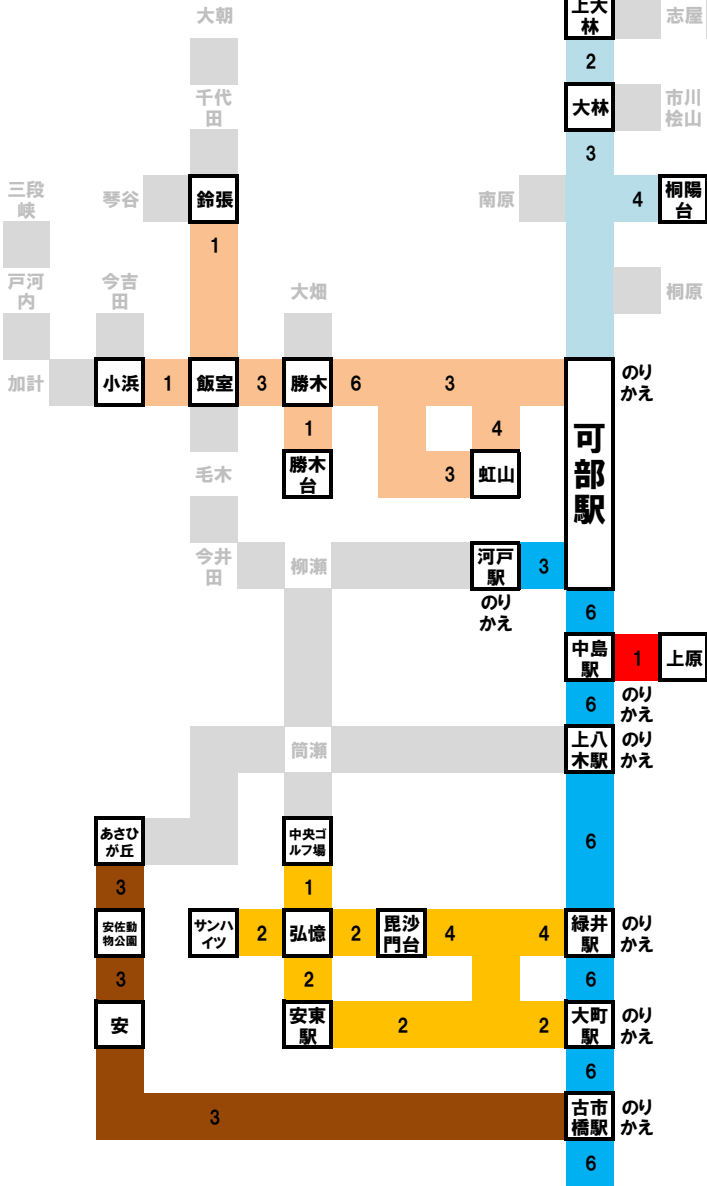 大朝
上大
林
志屋
2
千代
田
大林
市川
桧山
3
三段
峡
琴谷
鈴張
南原
4
桐陽
台
1
戸河
内
今吉
田
大畑
桐原
加計
小浜
1
飯室
3
勝木
6
3
のり
かえ
可部駅
1
4
毛木
勝木
台
3
虹山
今井
田
柳瀬
河戸
駅
3
のり
かえ
6
中島
駅
1
上原
6
のり
かえ
筒瀬
上八
木駅
のり
かえ
あさひ
が丘
中央ゴ
ルフ場
6
3
1
安佐動
物公園
サンハ
イツ
2
弘憶
2
毘沙
門台
4
4
緑井
駅
のり
かえ
3
2
6
安
安東
駅
2
2
大町
駅
のり
かえ
6
3
古市
橋駅
のり
かえ
6